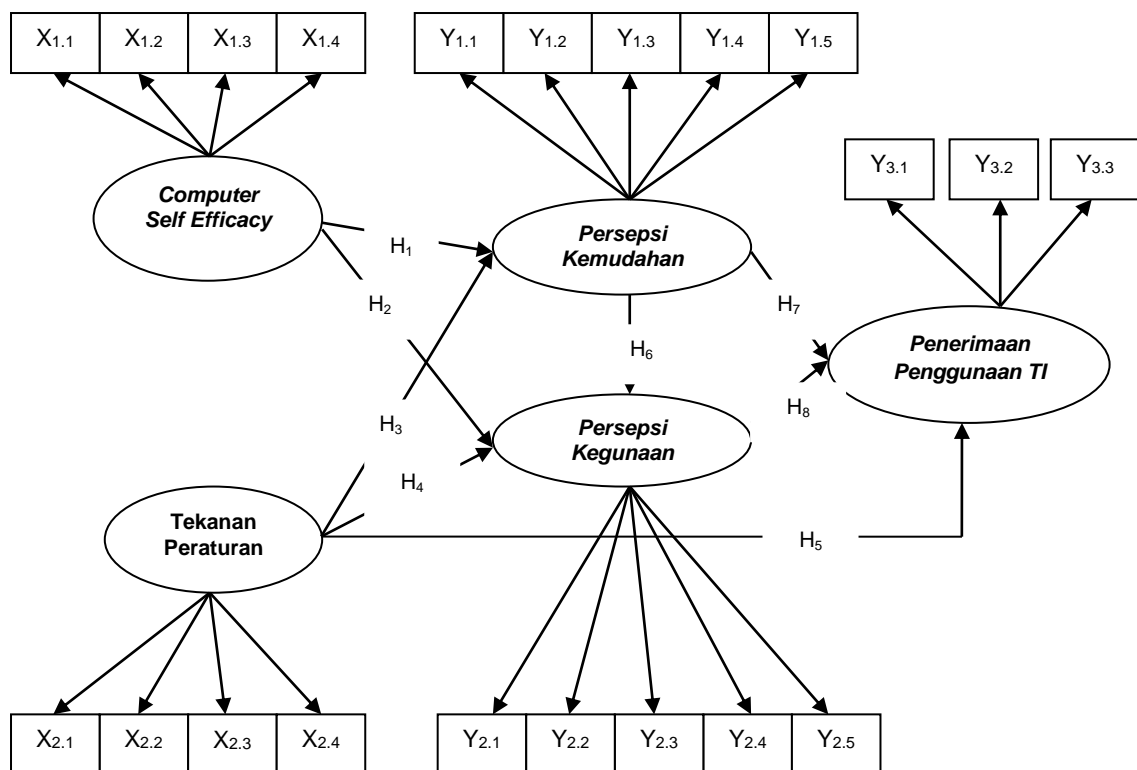 X1.1 X1.2 X1.3 X1.4 Y1.1 Y1.2 Y1.3 Y1.4 Y1.5
Y3.1 Y3.2 Y3.3
Computer
Self Efficacy
Persepsi
Kemudahan
H1
H2
H7
H6
Penerimaan
Penggunaan TI
H3
H8
Persepsi
Kegunaan
H4
Tekanan
Peraturan
H5
X2.1 X2.2 X2.3 X2.4 Y2.1 Y2.2 Y2.3 Y2.4 Y2.5